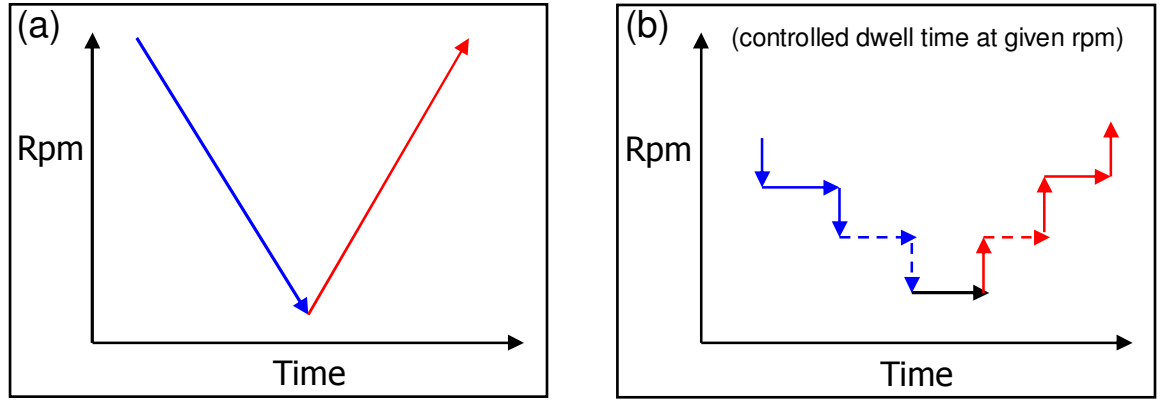 (a)
Rpm
Time
(b)
(controlled dwell time at given rpm)
Rpm
Time